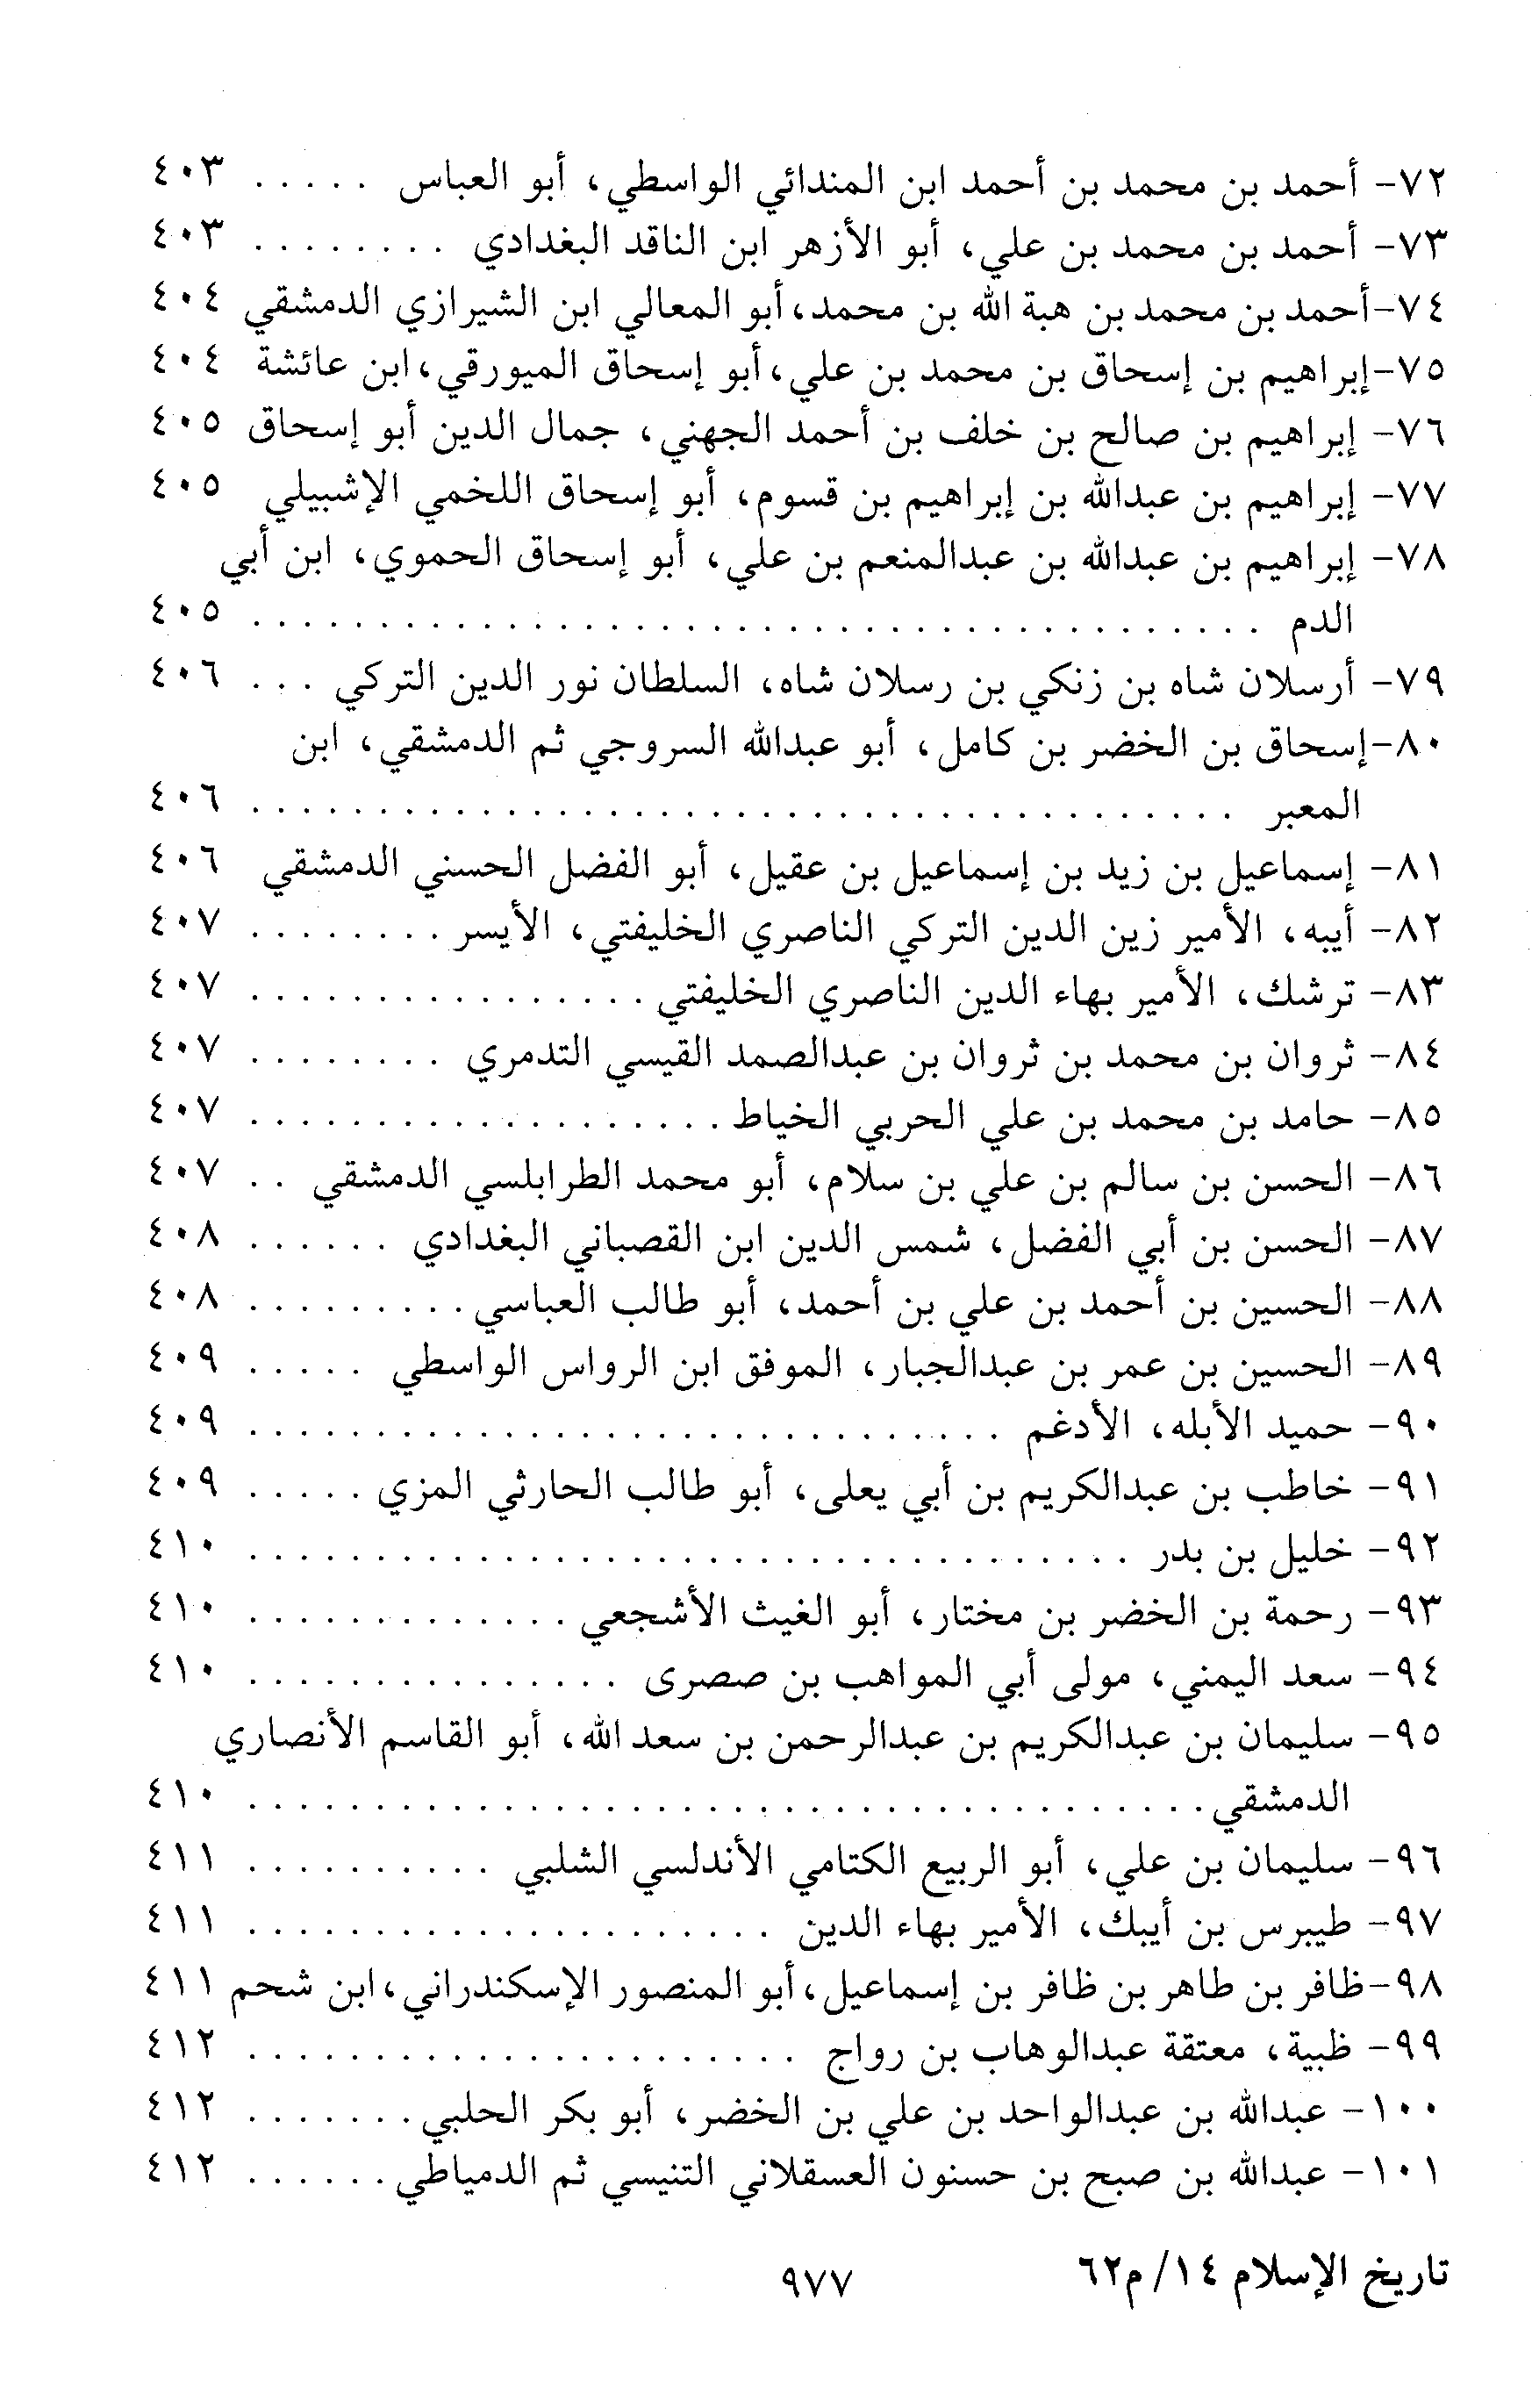 ٧٢- أحمد بن محمد بن أحمد ابن المندائي الواسطي، أبو العباس . . . . . ٤٠٣
٧٣- أحمد بن محمد بن علي، أبو الأزهر ابن الناقد البغدادي . . . . . . . . ٤٠٣
٧٤-أحمد بن محمد بن هبة الله بن محمد،أبو المعالي ابن الشيرازي الدمشقي ٤٠٤
٧٥-إبراهيم بن إسحاق بن محمد بن علي،أبو إسحاق الميورقي،ابن عائشة ٤٠٤
٧٦- إبراهيم بن صالح بن خلف بن أحمد الجهني، جمال الدين أبو إسحاق ٤٠٥
٧٧- إبراهيم بن عبدالله بن إبراهيم بن قسوم، أبو إسحاق اللخمي الإشبيلي ٤٠٥
٧٨- إبراهيم بن عبدالله بن عبدالمنعم بن علي، أبو إسحاق الحموي، ابن أبي
الدم . . . . . . . . . . . . . . . . . . . . . . . . . . . . . . . . . . . . . . . . ٤٠٥
٧٩- أرسلان شاه بن زنكي بن رسلان شاه، السلطان نور الدين التركي . . . ٤٠٦
٨٠-إسحاق بن الخضر بن كامل، أبو عبدالله السروجي ثم الدمشقي، ابن
المعبر . . . . . . . . . . . . . . . . . . . . . . . . . . . . . . . . . . . . . . . ٤٠٦
٨١- إسماعيل بن زيد بن إسماعيل بن عقيل، أبو الفضل الحسني الدمشقي ٤٠٦
٨٢- أيبه، الأمير زين الدين التركي الناصري الخليفتي، الأيسر . . . . . . . . ٤٠٧
٨٣- ترشك، الأمير بهاء الدين الناصري الخليفتي . . . . . . . . . . . . . . . . ٤٠٧
٨٤- ثروان بن محمد بن ثروان بن عبدالصمد القيسي التدمري . . . . . . . . ٤٠٧
٨٥- حامد بن محمد بن علي الحربي الخياط . . . . . . . . . . . . . . . . . . . ٤٠٧
٨٦- الحسن بن سالم بن علي بن سلام، أبو محمد الطرابلسي الدمشقي . . ٤٠٧
٨٧- الحسن بن أبي الفضل، شمس الدين ابن القصباني البغدادي . . . . . . ٤٠٨
٨٨- الحسين بن أحمد بن علي بن أحمد، أبو طالب العباسي . . . . . . . . . ٤٠٨
٨٩- الحسين بن عمر بن عبدالجبار، الموفق ابن الرواس الواسطي . . . . . ٤٠٩
٩٠- حميد الأبله، الأدغم . . . . . . . . . . . . . . . . . . . . . . . . . . . . . . ٤٠٩
٩١- خاطب بن عبدالكريم بن أبي يعلى، أبو طالب الحارثي المزي . . . . . ٤٠٩
٩٢- خليل بن بدر . . . . . . . . . . . . . . . . . . . . . . . . . . . . . . . . . . . ٤١٠
٩٣- رحمة بن الخضر بن مختار، أبو الغيث الأشجعي . . . . . . . . . . . . . ٤١٠
٩٤- سعد اليمني، مولى أبي المواهب بن صصرى . . . . . . . . . . . . . . . ٤١٠
٩٥- سليمان بن عبدالكريم بن عبدالرحمن بن سعد الله، أبو القاسم الأنصاري
الدمشقي . . . . . . . . . . . . . . . . . . . . . . . . . . . . . . . . . . . . . . ٤١٠
٩٦- سليمان بن علي، أبو الربيع الكتامي الأندلسي الشلبي . . . . . . . . . . ٤١١
٩٧- طيبرس بن أيبك، الأمير بهاء الدين . . . . . . . . . . . . . . . . . . . . . ٤١١
٩٨-ظافر بن طاهر بن ظافر بن إسماعيل،أبو المنصور الإسكندراني،ابن شحم ٤١١
٩٩- ظبية، معتقة عبدالوهاب بن رواج . . . . . . . . . . . . . . . . . . . . . . ٤١٢
١٠٠- عبدالله بن عبدالواحد بن علي بن الخضر، أبو بكر الحلبي . . . . . . . ٤١٢
١٠١- عبدالله بن صبح بن حسنون العسقلاني التنيسي ثم الدمياطي . . . . . . ٤١٢
تاريخ الإسلام ١٤/ م٦٢ ٩٧٧